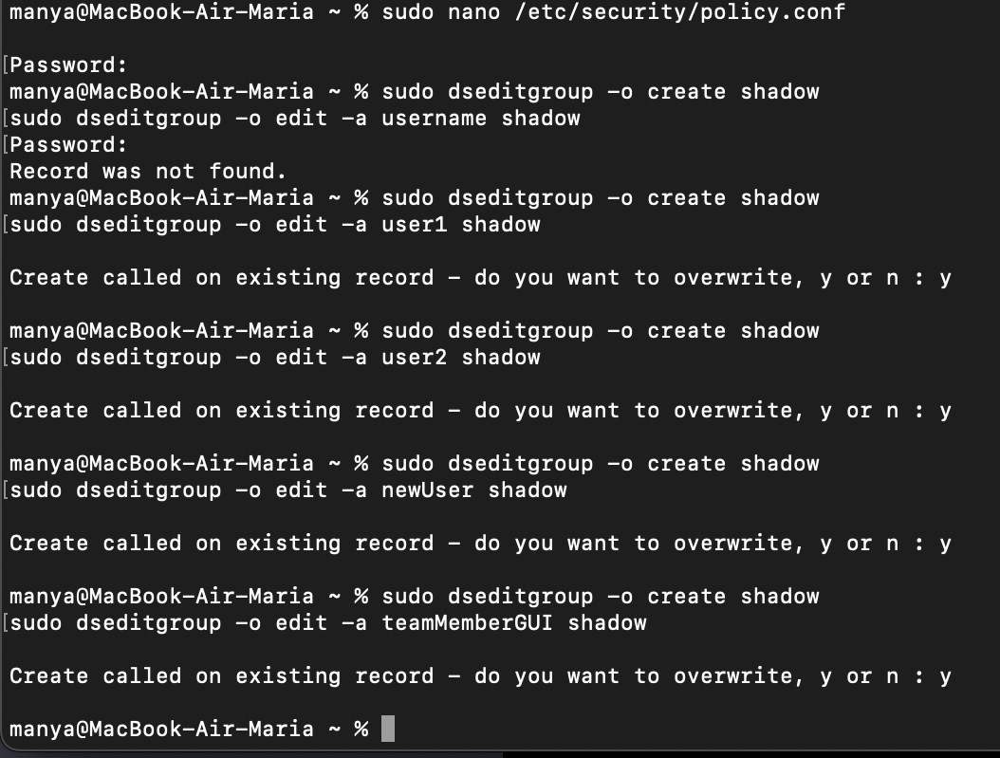 manya@MacBook-Air-Maria ~ % sudo nano /etc/security/policy.conf
[Password:
manya@MacBook-Air-Maria ~ % sudo dseditgroup -o create shadow
[sudo dseditgroup -o edit -a username shadow
[Password:
Record was not found.
manya@MacBook-Air-Maria ~ % sudo dseditgroup -o create shadow
[sudo dseditgroup -o edit -a user1 shadow
Create called on existing record - do you want to overwrite, y or n : y
manya@MacBook-Air-Maria ~ % sudo dseditgroup -o create shadow
[sudo dseditgroup -o edit -a user2 shadow
Create called on existing record - do you want to overwrite, y or n : y
manya@MacBook-Air-Maria ~ % sudo dseditgroup -o create shadow
[sudo dseditgroup -o edit -a newUser shadow
Create called on existing record - do you want to overwrite, y or n : y
manya@MacBook-Air-Maria ~ % sudo dseditgroup -o create shadow
[sudo dseditgroup -o edit -a teamMemberGUI shadow
Create called on existing record - do you want to overwrite, y or n : y
manya@MacBook-Air-Maria ~ %